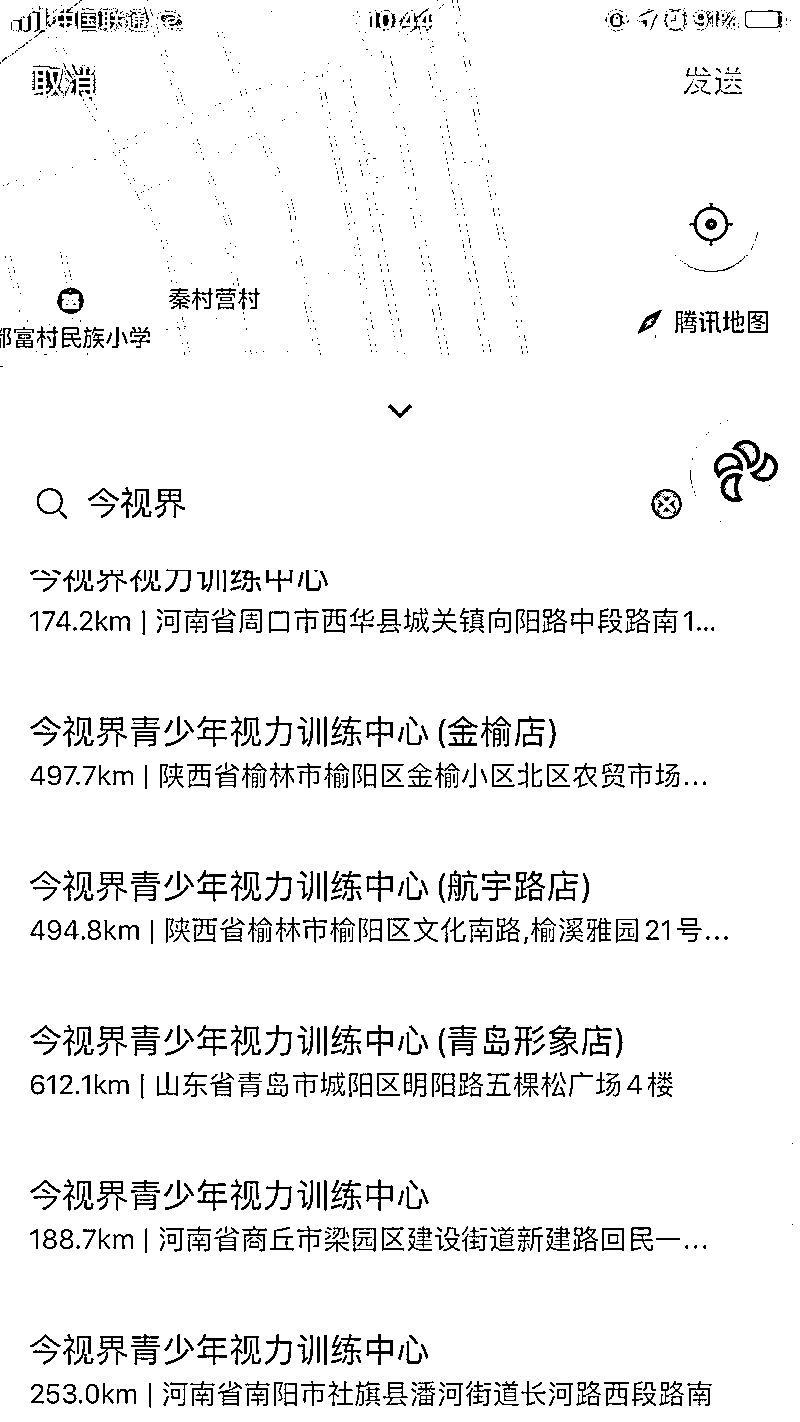 中国联通 10:44 91%
取消 发送
秦村营村
郎富村民族小学
腾讯地图
今视界
今视界视力训练中心
174.2km | 河南省周口市西华县城关镇向阳路中段路南1...
今视界青少年视力训练中心 (金榆店)
497.7km | 陕西省榆林市榆阳区金榆小区北区农贸市场...
今视界青少年视力训练中心 (航宇路店)
494.8km | 陕西省榆林市榆阳区文化南路,榆溪雅园21号...
今视界青少年视力训练中心 (青岛形象店)
612.1km | 山东省青岛市城阳区明阳路五棵松广场4楼
今视界青少年视力训练中心
188.7km | 河南省商丘市梁园区建设街道新建路回民一...
今视界青少年视力训练中心
253.0km | 河南省南阳市社旗县潘河街道长河路西段路南